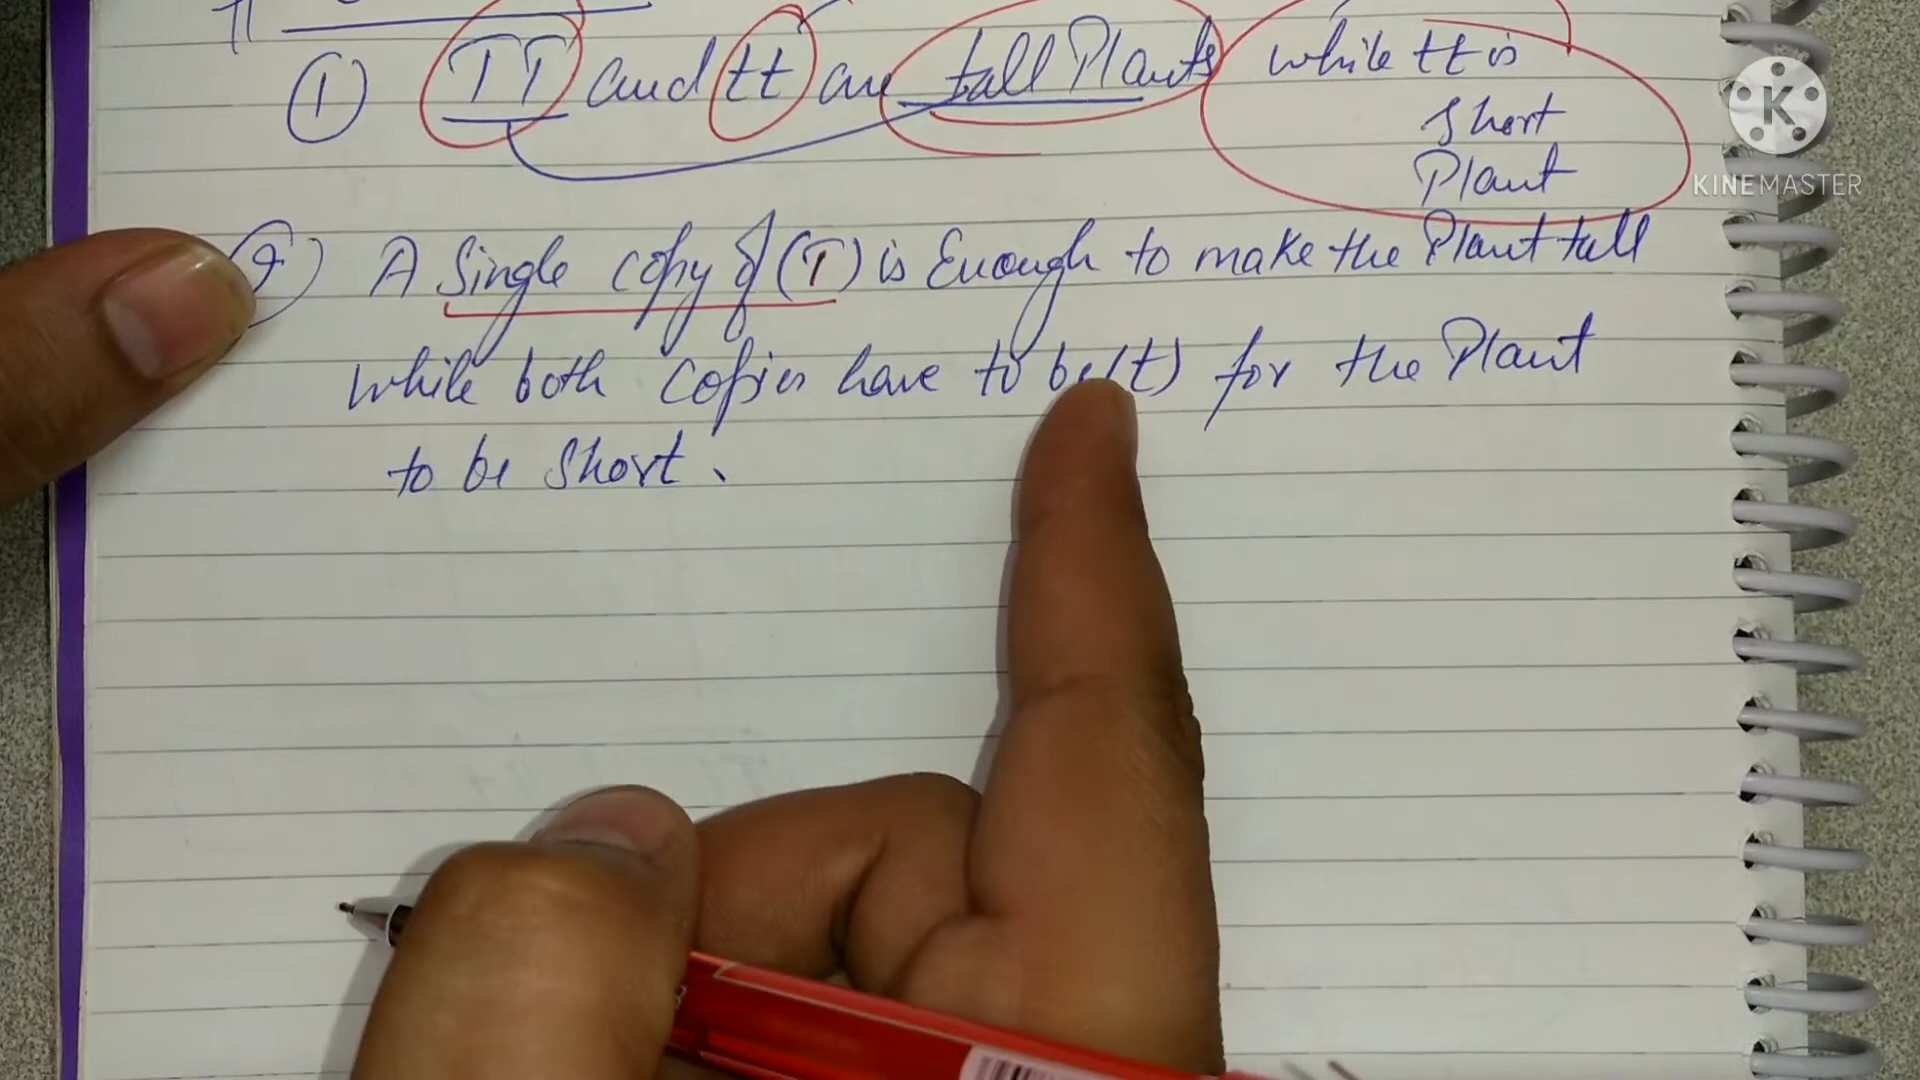 ① TT and tt are tall Plants while tt is
short
Plant
② A Single copy of (T) is Enough to make the Plant tall
while both Copies have to be (t) for the Plant
to be Short.
KINEMASTER